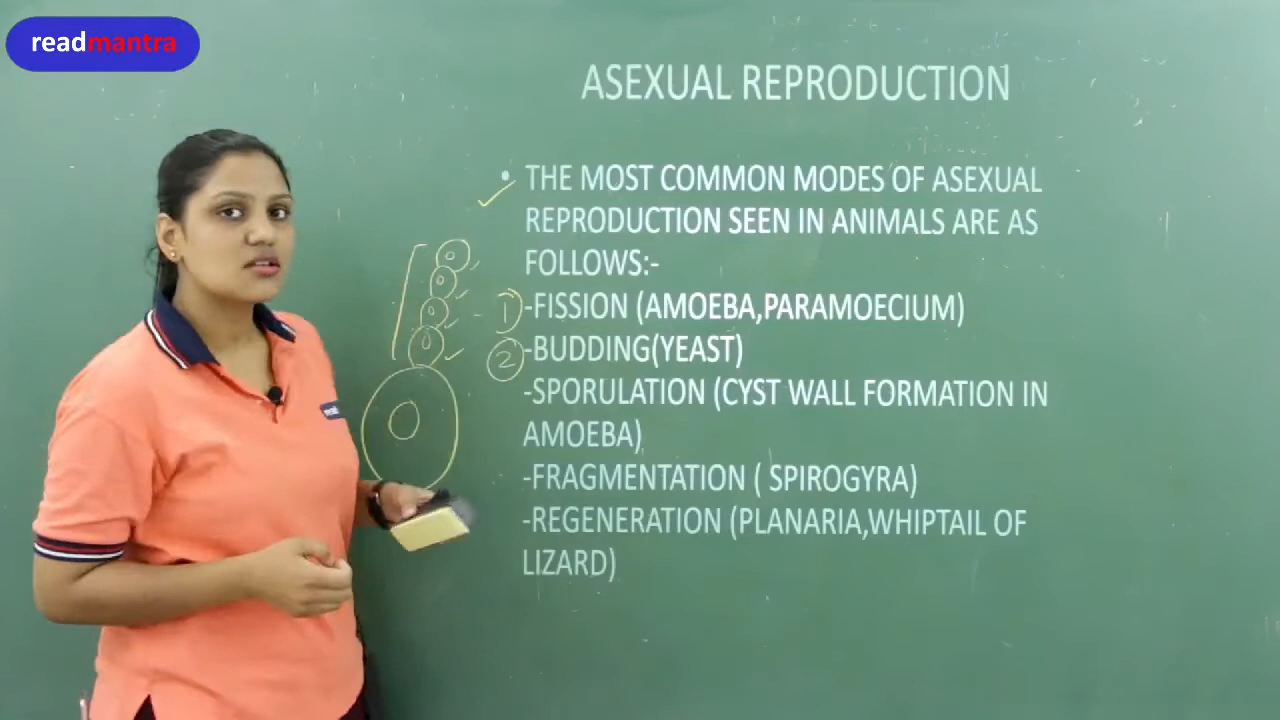 readmantra
ASEXUAL REPRODUCTION
• THE MOST COMMON MODES OF ASEXUAL
REPRODUCTION SEEN IN ANIMALS ARE AS
FOLLOWS:-
1 -FISSION (AMOEBA,PARAMOECIUM)
2 -BUDDING(YEAST)
-SPORULATION (CYST WALL FORMATION IN
AMOEBA)
-FRAGMENTATION ( SPIROGYRA)
-REGENERATION (PLANARIA,WHIPTAIL OF
LIZARD)